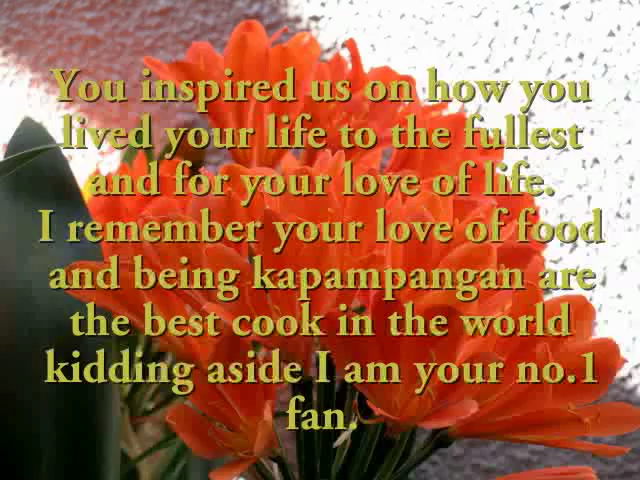 You inspired us on how you
lived your life to the fullest
and for your love of life.
I remember your love of food
and being kapampangan are
the best cook in the world
kidding aside I am your no.1
fan.